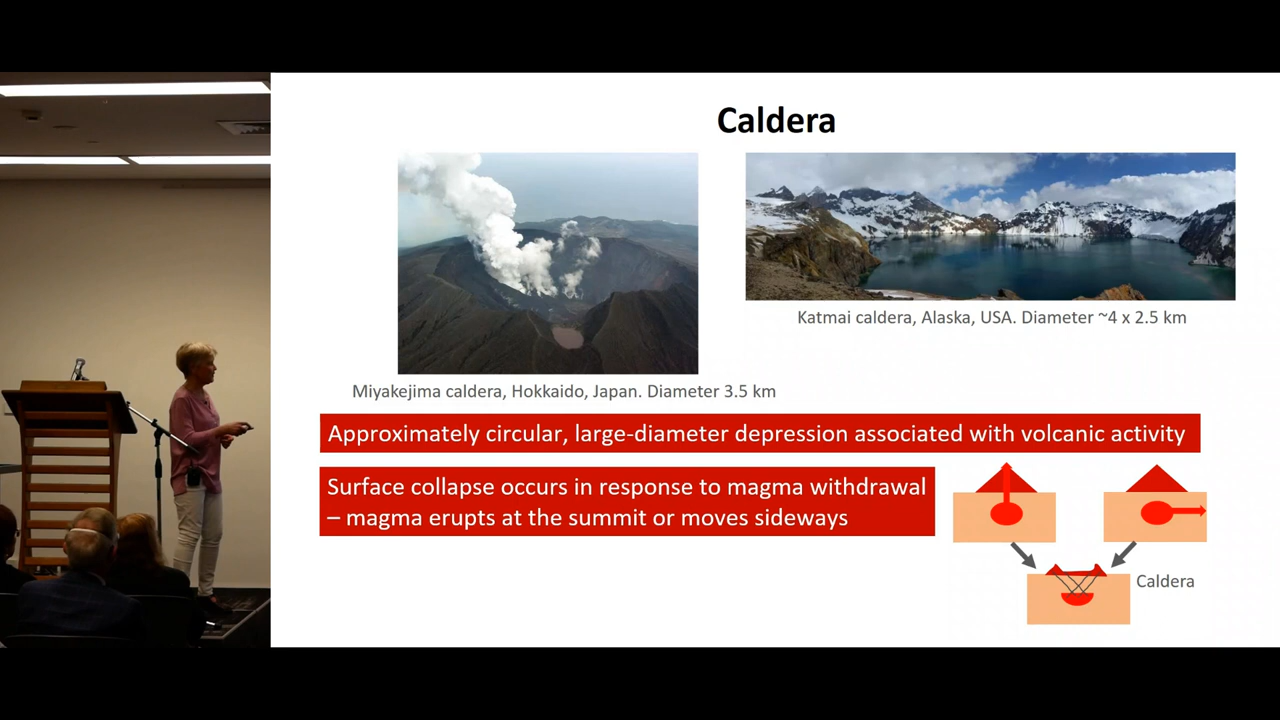 Caldera
Katmai caldera, Alaska, USA. Diameter ~4 x 2.5 km
Miyakejima caldera, Hokkaido, Japan. Diameter 3.5 km
Approximately circular, large-diameter depression associated with volcanic activity
Surface collapse occurs in response to magma withdrawal
– magma erupts at the summit or moves sideways
Caldera